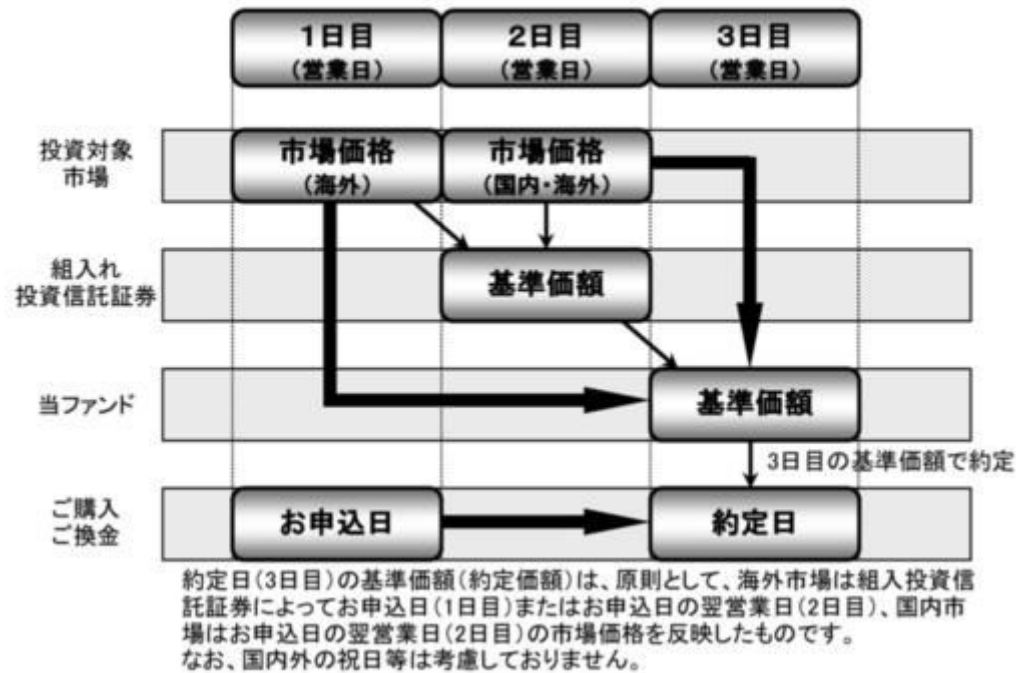 1日目
(営業日)
2日目
(営業日)
3日目
(営業日)
投資対象
市場
市場価格
(海外)
市場価格
(国内・海外)
組入れ
投資信託証券
基準価額
当ファンド
基準価額
3日目の基準価額で約定
ご購入
ご換金
お申込日
約定日
約定日(3日目)の基準価額(約定価額)は、原則として、海外市場は組入投資信
託証券によってお申込日(1日目)またはお申込日の翌営業日(2日目)、国内市
場はお申込日の翌営業日(2日目)の市場価格を反映したものです。
なお、国内外の祝日等は考慮しておりません。